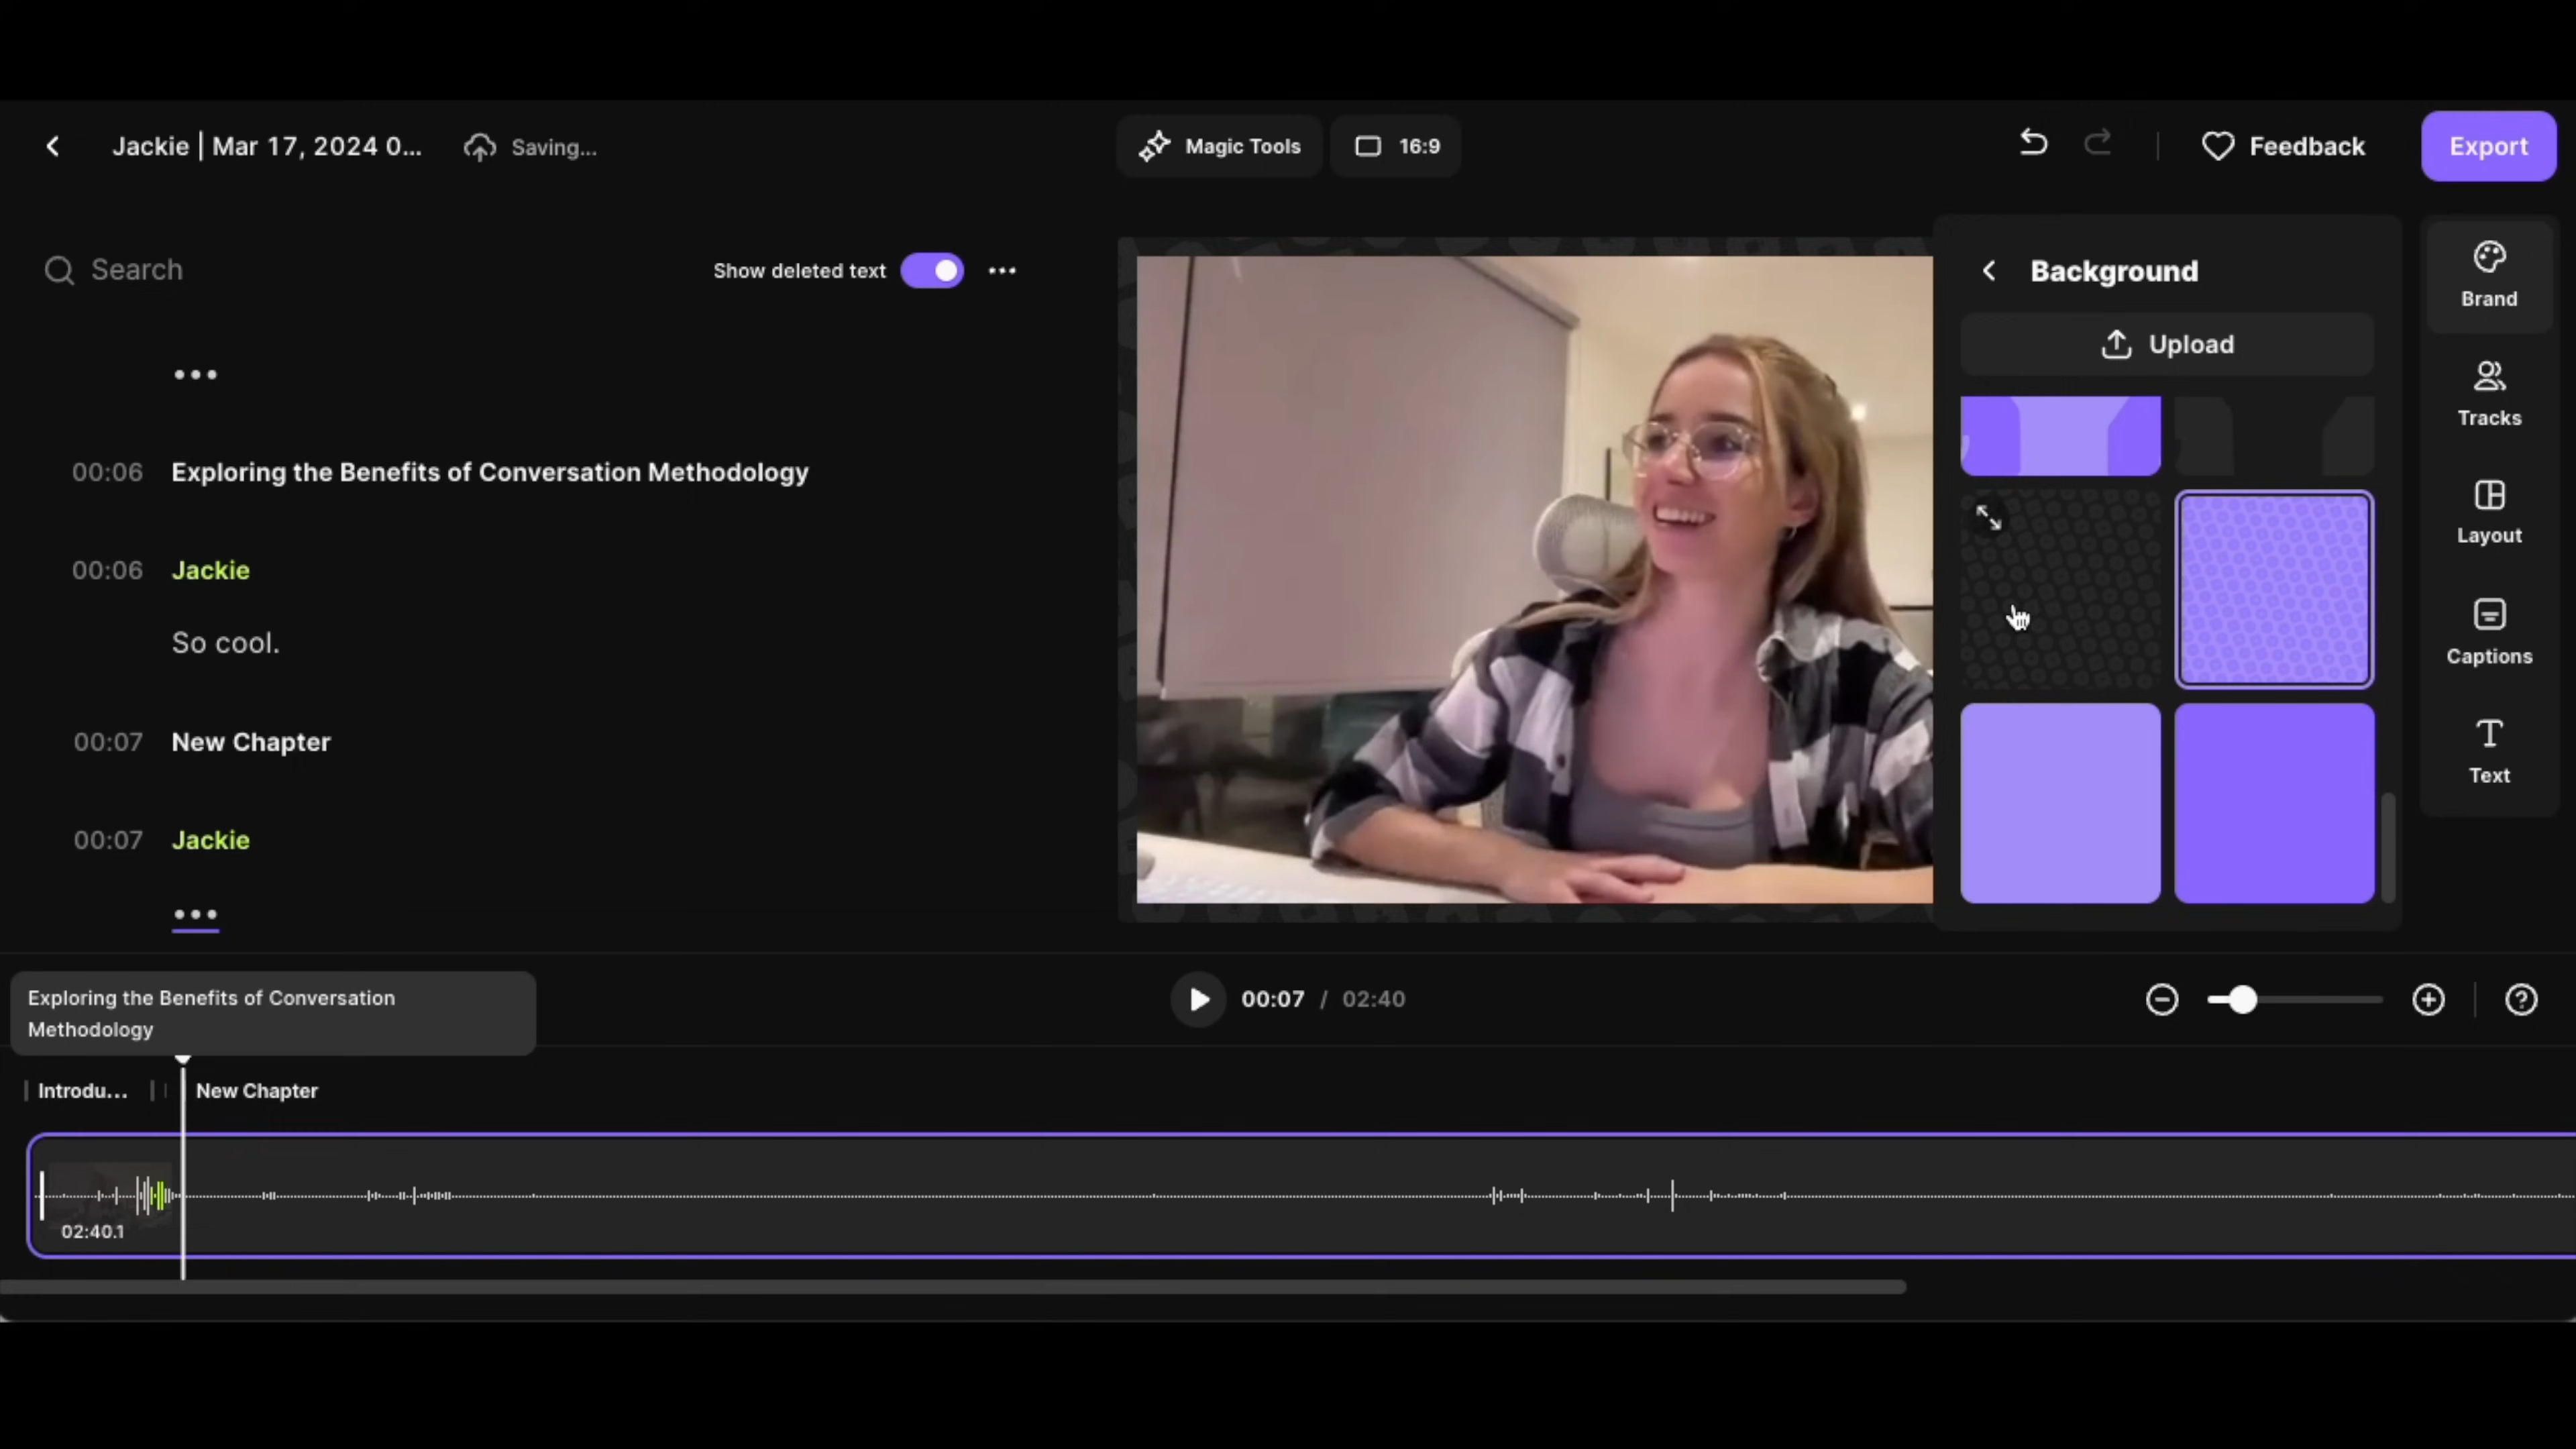 Jackie | Mar 17, 2024 0...
Saving...
Magic Tools
16:9
Feedback
Export
Search
Show deleted text
00:06 Exploring the Benefits of Conversation Methodology
00:06 Jackie
So cool.
00:07 New Chapter
00:07 Jackie
Background
Upload
Brand
Tracks
Layout
Captions
Text
Exploring the Benefits of Conversation
Methodology
00:07 / 02:40
Introdu...
New Chapter
02:40.1